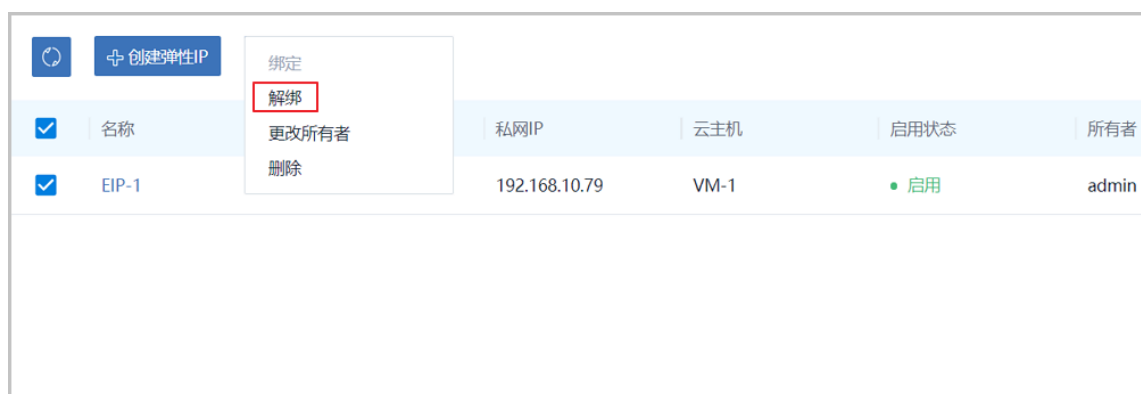 创建弹性IP
绑定
解绑
更改所有者
删除
名称 私网IP 云主机 启用状态 所有者
EIP-1 192.168.10.79 VM-1 启用 admin